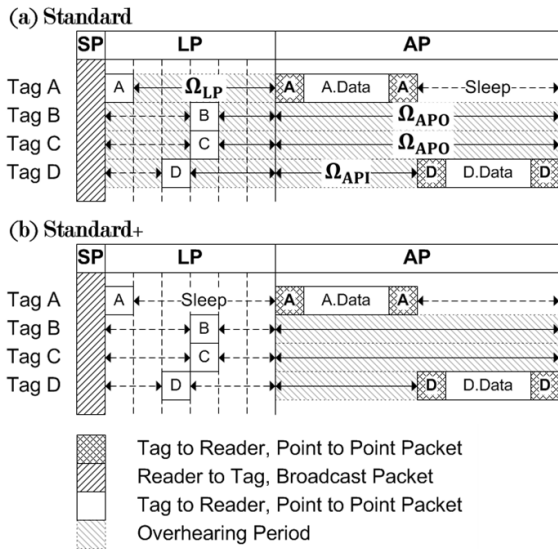 (a) Standard
SP LP AP
Tag A A Ω_LP A A.Data A Sleep
Tag B B Ω_APO
Tag C C Ω_APO
Tag D D Ω_API D D.Data D
(b) Standard+
SP LP AP
Tag A A Sleep A A.Data A
Tag B B
Tag C C
Tag D D D D.Data D
Tag to Reader, Point to Point Packet
Reader to Tag, Broadcast Packet
Tag to Reader, Point to Point Packet
Overhearing Period